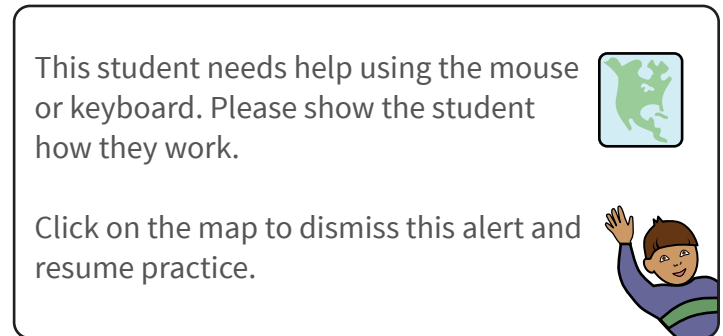 This student needs help using the mouse
or keyboard. Please show the student
how they work.
Click on the map to dismiss this alert and
resume practice.